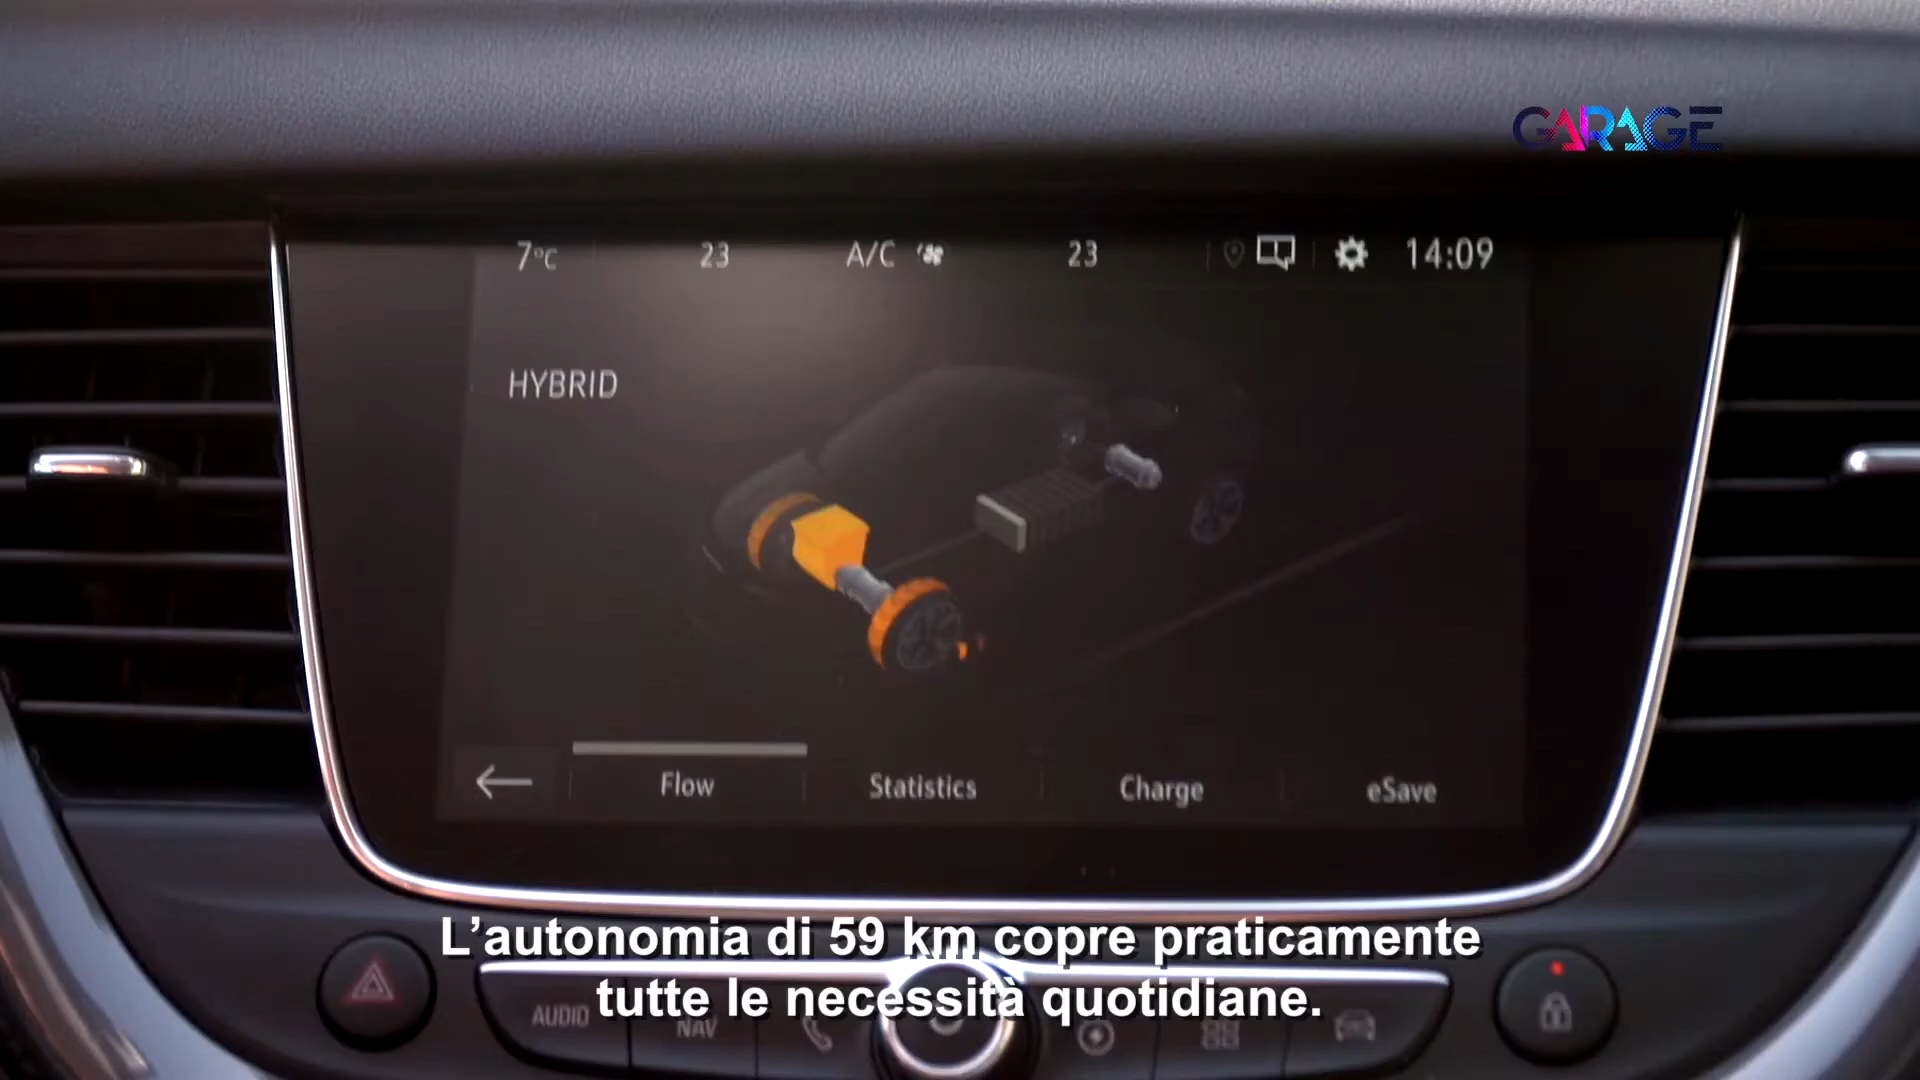 GARAGE
7°C 23 A/C 23 14:09
HYBRID
Flow Statistics Charge eSave
L’autonomia di 59 km copre praticamente
tutte le necessità quotidiane.
AUDIO NAV